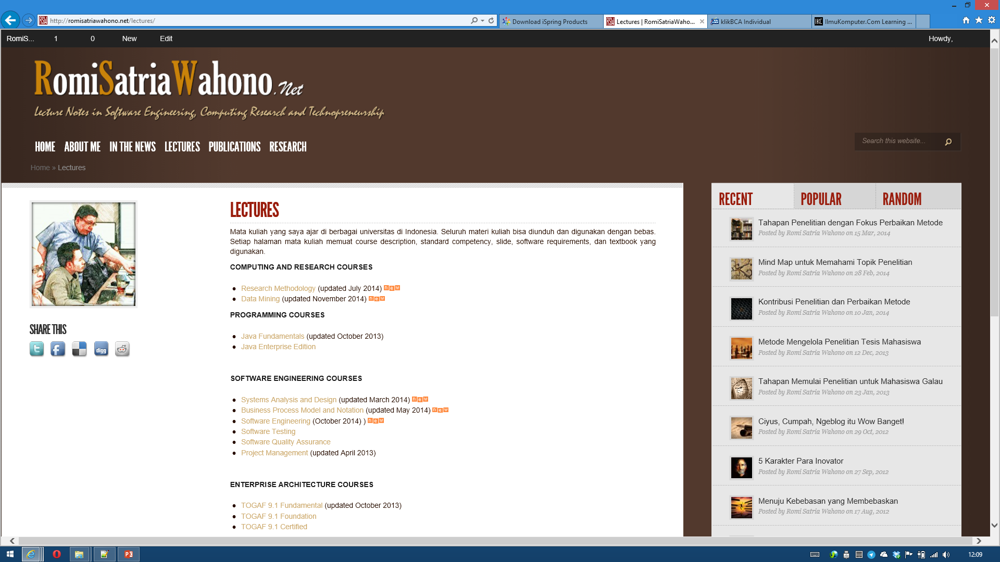 http://romisatriawahono.net/lectures/
Download iSpring Products
Lectures | RomiSatriaWaho...
klikBCA Individual
IlmuKomputer.Com Learning ...
RomiS... 1 0 New Edit Howdy,
RomiSatriaWahono.Net
Lecture Notes in Software Engineering, Computing Research and Technopreneurship
HOME ABOUT ME IN THE NEWS LECTURES PUBLICATIONS RESEARCH
Search this website...
Home » Lectures
SHARE THIS
digg
LECTURES
Mata kuliah yang saya ajar di berbagai universitas di Indonesia. Seluruh materi kuliah bisa diunduh dan digunakan dengan bebas.
Setiap halaman mata kuliah memuat course description, standard competency, slide, software requirements, dan textbook yang
digunakan.
COMPUTING AND RESEARCH COURSES
Research Methodology (updated July 2014) new
Data Mining (updated November 2014) new
PROGRAMMING COURSES
Java Fundamentals (updated October 2013)
Java Enterprise Edition
SOFTWARE ENGINEERING COURSES
Systems Analysis and Design (updated March 2014) new
Business Process Model and Notation (updated May 2014) new
Software Engineering (October 2014) ) new
Software Testing
Software Quality Assurance
Project Management (updated April 2013)
ENTERPRISE ARCHITECTURE COURSES
TOGAF 9.1 Fundamental (updated October 2013)
TOGAF 9.1 Foundation
TOGAF 9.1 Certified
RECENT POPULAR RANDOM
Tahapan Penelitian dengan Fokus Perbaikan Metode
Posted by Romi Satria Wahono on 15 Mar, 2014
Mind Map untuk Memahami Topik Penelitian
Posted by Romi Satria Wahono on 28 Feb, 2014
Kontribusi Penelitian dan Perbaikan Metode
Posted by Romi Satria Wahono on 10 Jan, 2014
Metode Mengelola Penelitian Tesis Mahasiswa
Posted by Romi Satria Wahono on 12 Dec, 2013
Tahapan Memulai Penelitian untuk Mahasiswa Galau
Posted by Romi Satria Wahono on 23 Jan, 2013
Ciyus, Cumpah, Ngeblog itu Wow Banget!
Posted by Romi Satria Wahono on 29 Oct, 2012
5 Karakter Para Inovator
Posted by Romi Satria Wahono on 27 Sep, 2012
Menuju Kebebasan yang Membebaskan
Posted by Romi Satria Wahono on 17 Aug, 2012
12:09